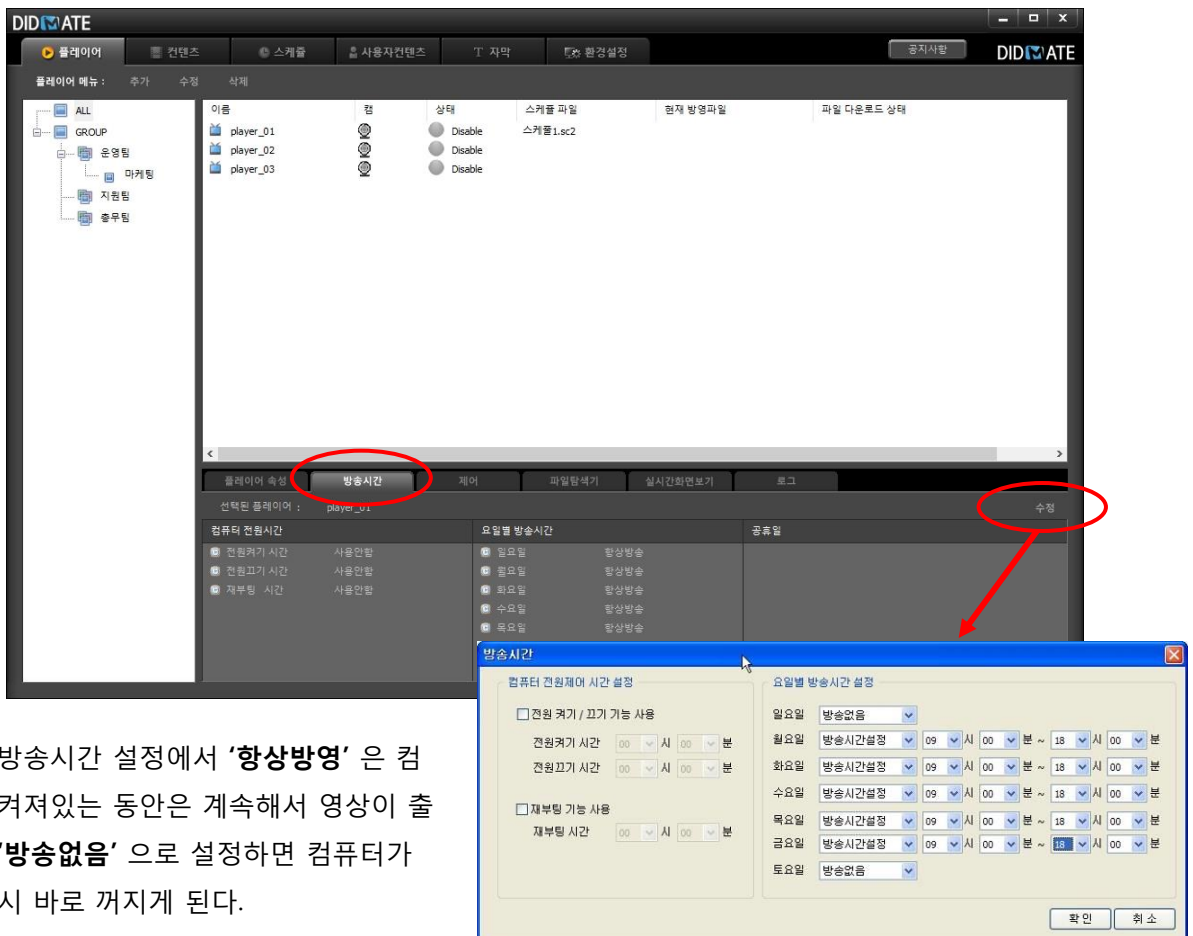 DIDMATE
플레이어 컨텐츠 스케줄 사용자컨텐츠 T 자막 환경설정 공지사항 DIDMATE
플레이어 메뉴 : 추가 수정 삭제
ALL
GROUP
운영팀
마케팅
지원팀
총무팀
이름 캠 상태 스케쥴 파일 현재 방영파일 파일 다운로드 상태
player_01 Disable 스케쭐1.sc2
player_02 Disable
player_03 Disable
플레이어 속성 방송시간 제어 파일탐색기 실시간화면보기 로그
선택된 플레이어 : player_01 수정
컴퓨터 전원시간 요일별 방송시간 공휴일
전원켜기 시간 사용안함 일요일 항상방송
전원끄기 시간 사용안함 월요일 항상방송
재부팅 시간 사용안함 화요일 항상방송
수요일 항상방송
목요일 항상방송
방송시간
컴퓨터 전원제어 시간 설정
전원 켜기 / 끄기 기능 사용
전원켜기 시간 00 시 00 분
전원끄기 시간 00 시 00 분
재부팅 기능 사용
재부팅 시간 00 시 00 분
요일별 방송시간 설정
일요일 방송없음
월요일 방송시간설정 09 시 00 분 ~ 18 시 00 분
화요일 방송시간설정 09 시 00 분 ~ 18 시 00 분
수요일 방송시간설정 09 시 00 분 ~ 18 시 00 분
목요일 방송시간설정 09 시 00 분 ~ 18 시 00 분
금요일 방송시간설정 09 시 00 분 ~ 18 시 00 분
토요일 방송없음
확인 취소
방송시간 설정에서 ‘항상방영’ 은 컴
켜져있는 동안은 계속해서 영상이 출
‘방송없음’ 으로 설정하면 컴퓨터가
시 바로 꺼지게 된다.